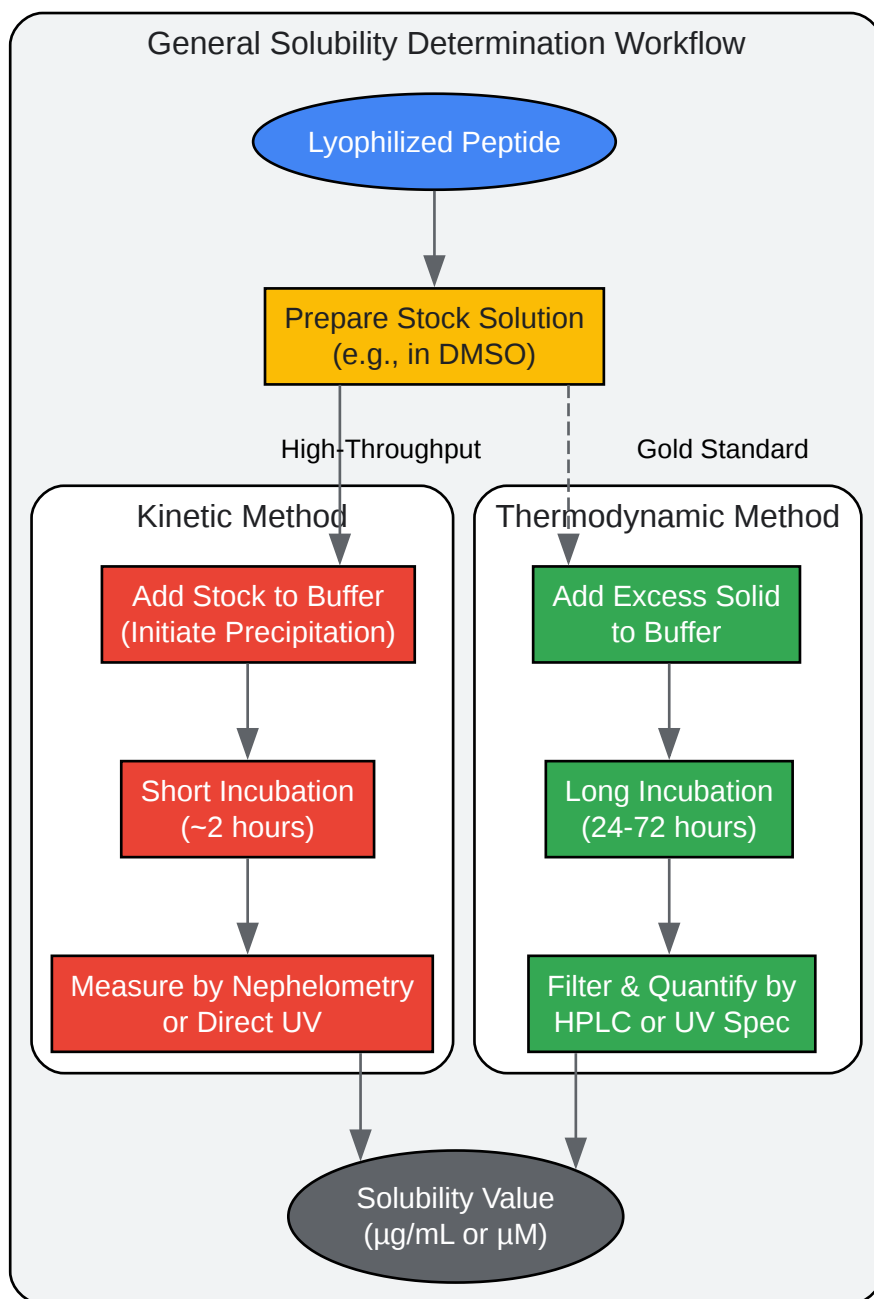 General Solubility Determination Workflow
Lyophilized Peptide
Prepare Stock Solution
(e.g., in DMSO)
High-Throughput
Gold Standard
Kinetic Method
Add Stock to Buffer
(Initiate Precipitation)
Short Incubation
(~2 hours)
Measure by Nephelometry
or Direct UV
Thermodynamic Method
Add Excess Solid
to Buffer
Long Incubation
(24-72 hours)
Filter & Quantify by
HPLC or UV Spec
Solubility Value
(µg/mL or µM)